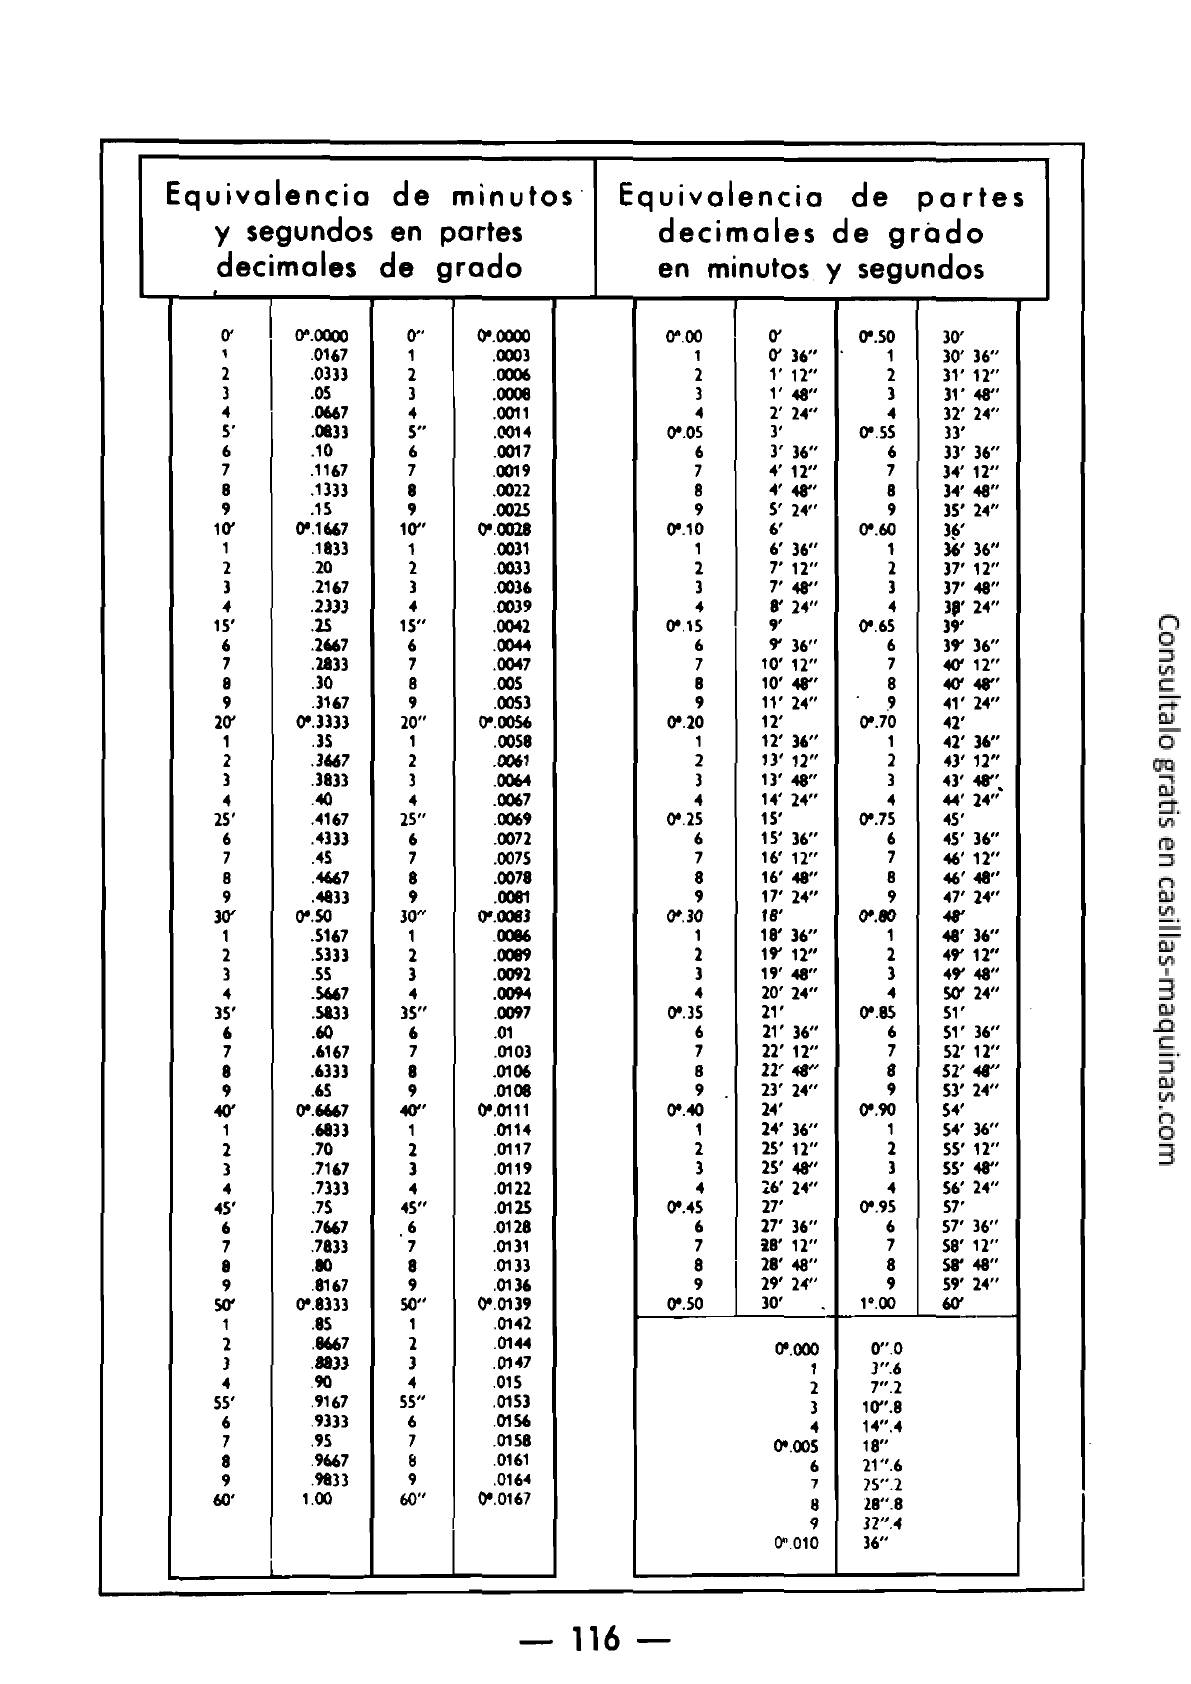 Equivalencia de minutos
y segundos en partes
decimales de grado
Equivalencia de partes
decimales de grado
en minutos y segundos
0' 0°.0000 0" 0°.0000
1 .0167 1 .0003
2 .0333 2 .0006
3 .05 3 .0008
4 .0667 4 .0011
5' .0833 5" .0014
6 .10 6 .0017
7 .1167 7 .0019
8 .1333 8 .0022
9 .15 9 .0025
10' 0°.1667 10" 0°.0028
1 .1833 1 .0031
2 .20 2 .0033
3 .2167 3 .0036
4 .2333 4 .0039
15' .25 15" .0042
6 .2667 6 .0044
7 .2833 7 .0047
8 .30 8 .005
9 .3167 9 .0053
20' 0°.3333 20" 0°.0056
1 .35 1 .0058
2 .3667 2 .0061
3 .3833 3 .0064
4 .40 4 .0067
25' .4167 25" .0069
6 .4333 6 .0072
7 .45 7 .0075
8 .4667 8 .0078
9 .4833 9 .0081
30' 0°.50 30" 0°.0083
1 .5167 1 .0086
2 .5333 2 .0089
3 .55 3 .0092
4 .5667 4 .0094
35' .5833 35" .0097
6 .60 6 .01
7 .6167 7 .0103
8 .6333 8 .0106
9 .65 9 .0108
40' 0°.6667 40" 0°.0111
1 .6833 1 .0114
2 .70 2 .0117
3 .7167 3 .0119
4 .7333 4 .0122
45' .75 45" .0125
6 .7667 6 .0128
7 .7833 7 .0131
8 .80 8 .0133
9 .8167 9 .0136
50' 0°.8333 50" 0°.0139
1 .85 1 .0142
2 .8667 2 .0144
3 .8833 3 .0147
4 .90 4 .015
55' .9167 55" .0153
6 .9333 6 .0156
7 .95 7 .0158
8 .9667 8 .0161
9 .9833 9 .0164
60' 1.00 60" 0°.0167
0°.00 0' 0°.50 30'
1 0' 36" 1 30' 36"
2 1' 12" 2 31' 12"
3 1' 48" 3 31' 48"
4 2' 24" 4 32' 24"
0°.05 3' 0°.55 33'
6 3' 36" 6 33' 36"
7 4' 12" 7 34' 12"
8 4' 48" 8 34' 48"
9 5' 24" 9 35' 24"
0°.10 6' 0°.60 36'
1 6' 36" 1 36' 36"
2 7' 12" 2 37' 12"
3 7' 48" 3 37' 48"
4 8' 24" 4 38' 24"
0°.15 9' 0°.65 39'
6 9' 36" 6 39' 36"
7 10' 12" 7 40' 12"
8 10' 48" 8 40' 48"
9 11' 24" 9 41' 24"
0°.20 12' 0°.70 42'
1 12' 36" 1 42' 36"
2 13' 12" 2 43' 12"
3 13' 48" 3 43' 48"
4 14' 24" 4 44' 24"
0°.25 15' 0°.75 45'
6 15' 36" 6 45' 36"
7 16' 12" 7 46' 12"
8 16' 48" 8 46' 48"
9 17' 24" 9 47' 24"
0°.30 18' 0°.80 48'
1 18' 36" 1 48' 36"
2 19' 12" 2 49' 12"
3 19' 48" 3 49' 48"
4 20' 24" 4 50' 24"
0°.35 21' 0°.85 51'
6 21' 36" 6 51' 36"
7 22' 12" 7 52' 12"
8 22' 48" 8 52' 48"
9 23' 24" 9 53' 24"
0°.40 24' 0°.90 54'
1 24' 36" 1 54' 36"
2 25' 12" 2 55' 12"
3 25' 48" 3 55' 48"
4 26' 24" 4 56' 24"
0°.45 27' 0°.95 57'
6 27' 36" 6 57' 36"
7 28' 12" 7 58' 12"
8 28' 48" 8 58' 48"
9 29' 24" 9 59' 24"
0°.50 30' 1°.00 60'
0°.000 0".0
1 3".6
2 7".2
3 10".8
4 14".4
0°.005 18"
6 21".6
7 25".2
8 28".8
9 32".4
0°.010 36"
— 116 —
Consultalo gratis en casillas-maquinas.com